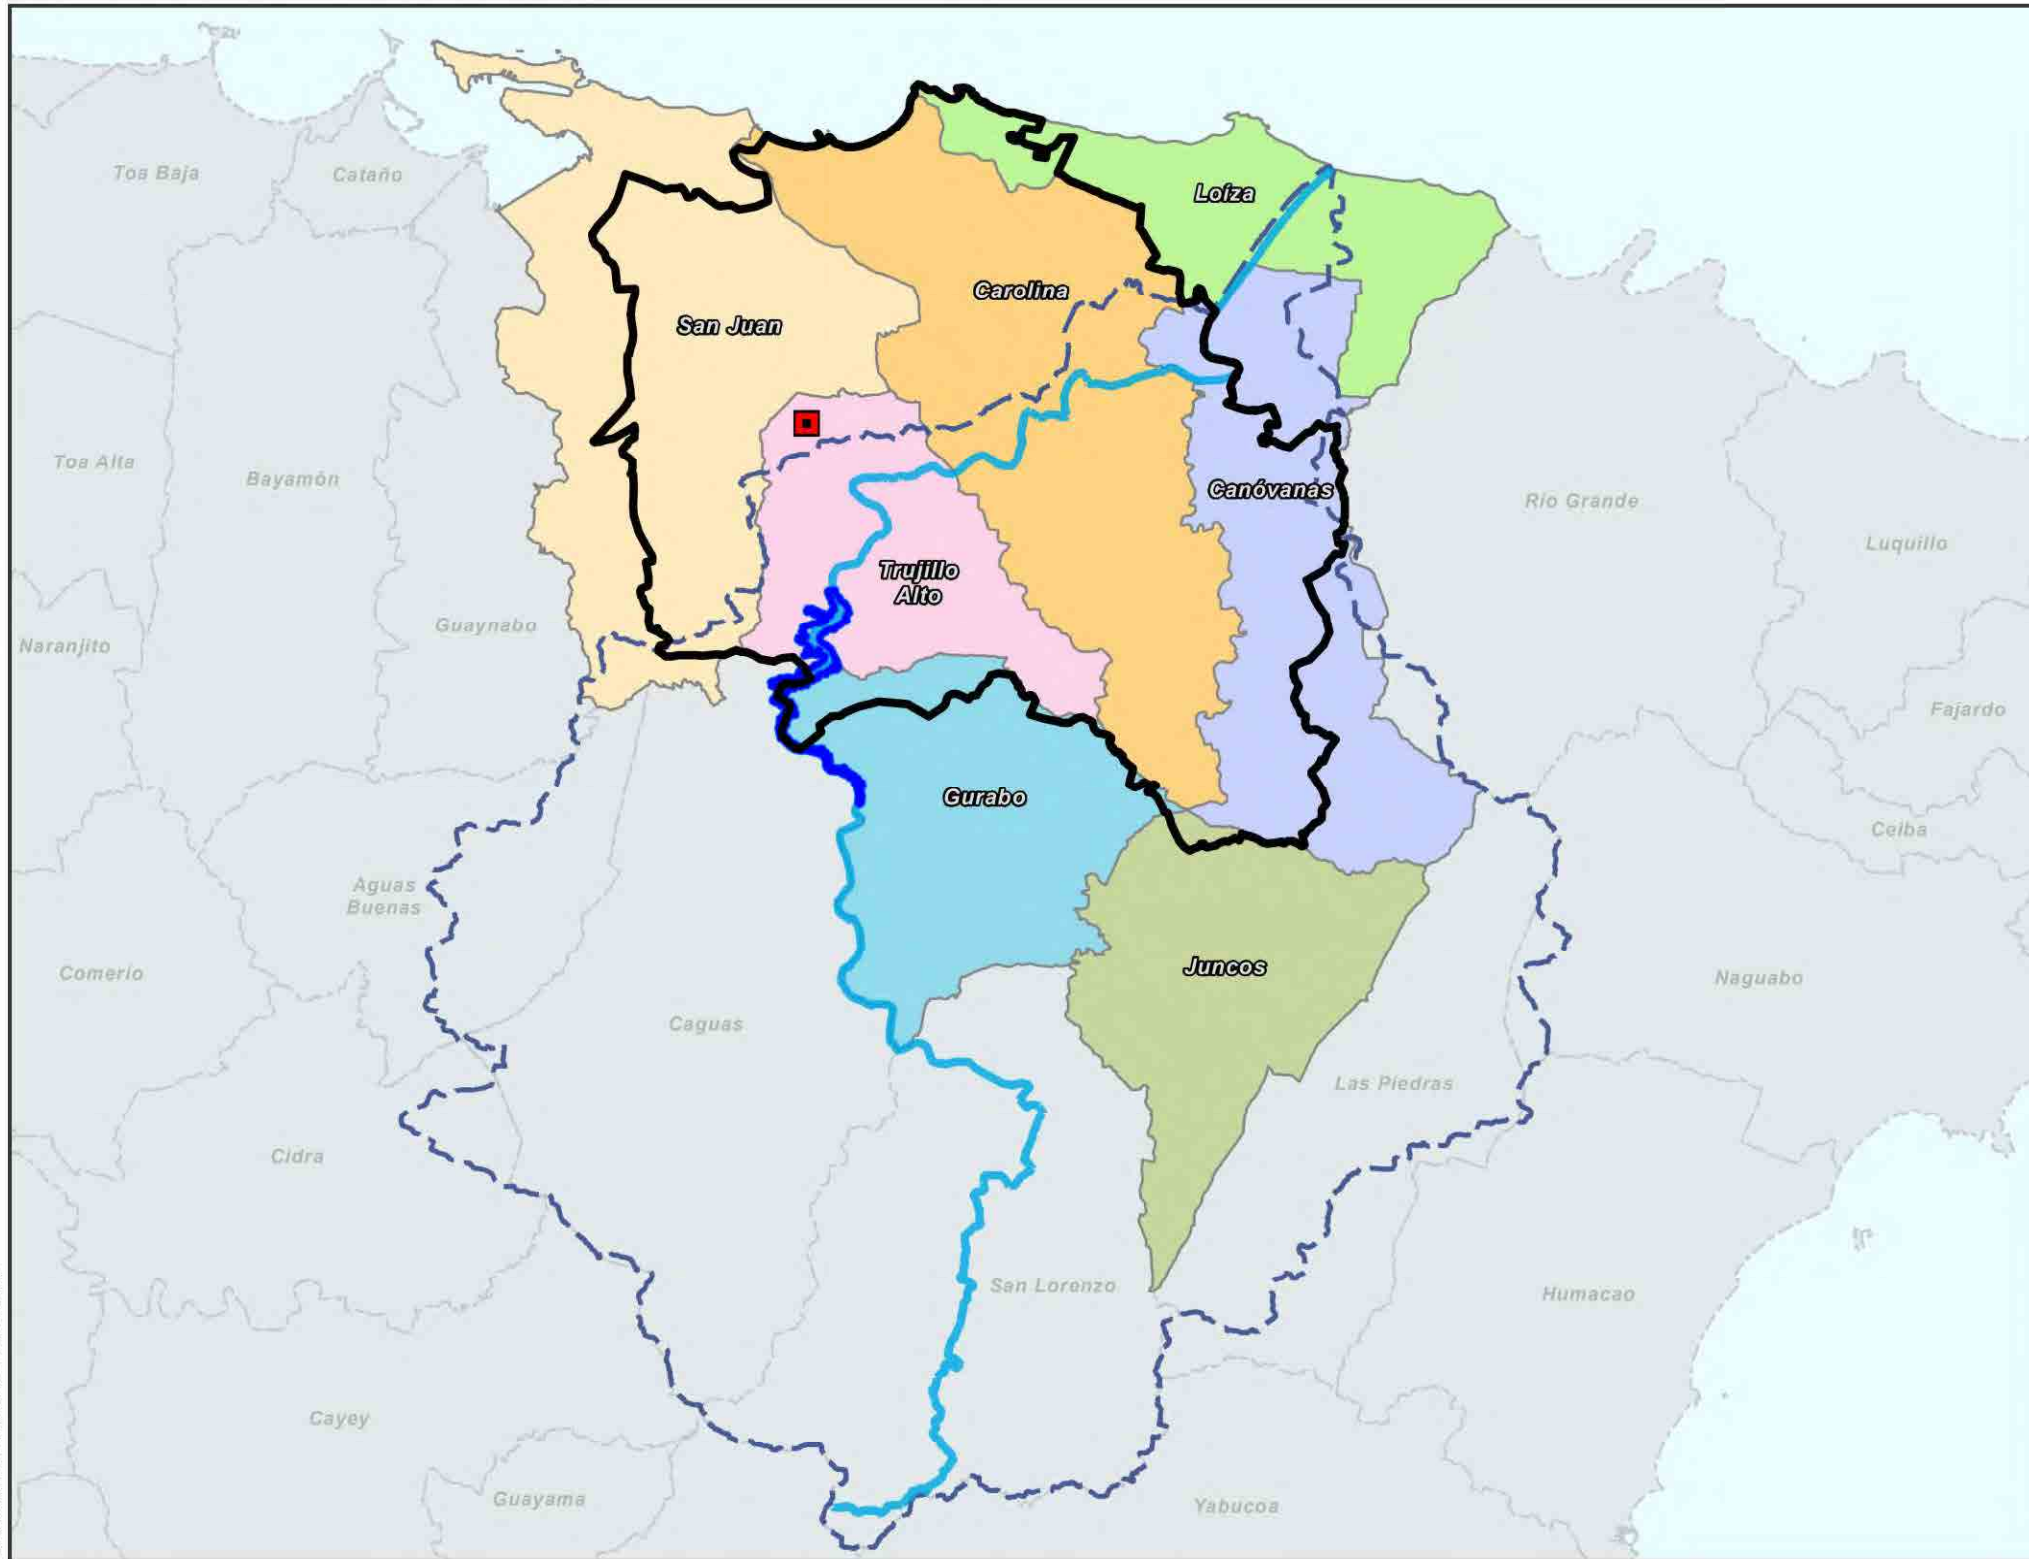 Toa Baja
Cataño
Loíza
Carolina
San Juan
Toa Alta
Bayamón
Canóvanas
Río Grande
Luquillo
Trujillo
Alto
Guaynabo
Naranjito
Fajardo
Gurabo
Ceiba
Aguas
Buenas
Comerío
Juncos
Naguabo
Caguas
Las Piedras
Cidra
San Lorenzo
Humacao
Cayey
Guayama
Yabucoa